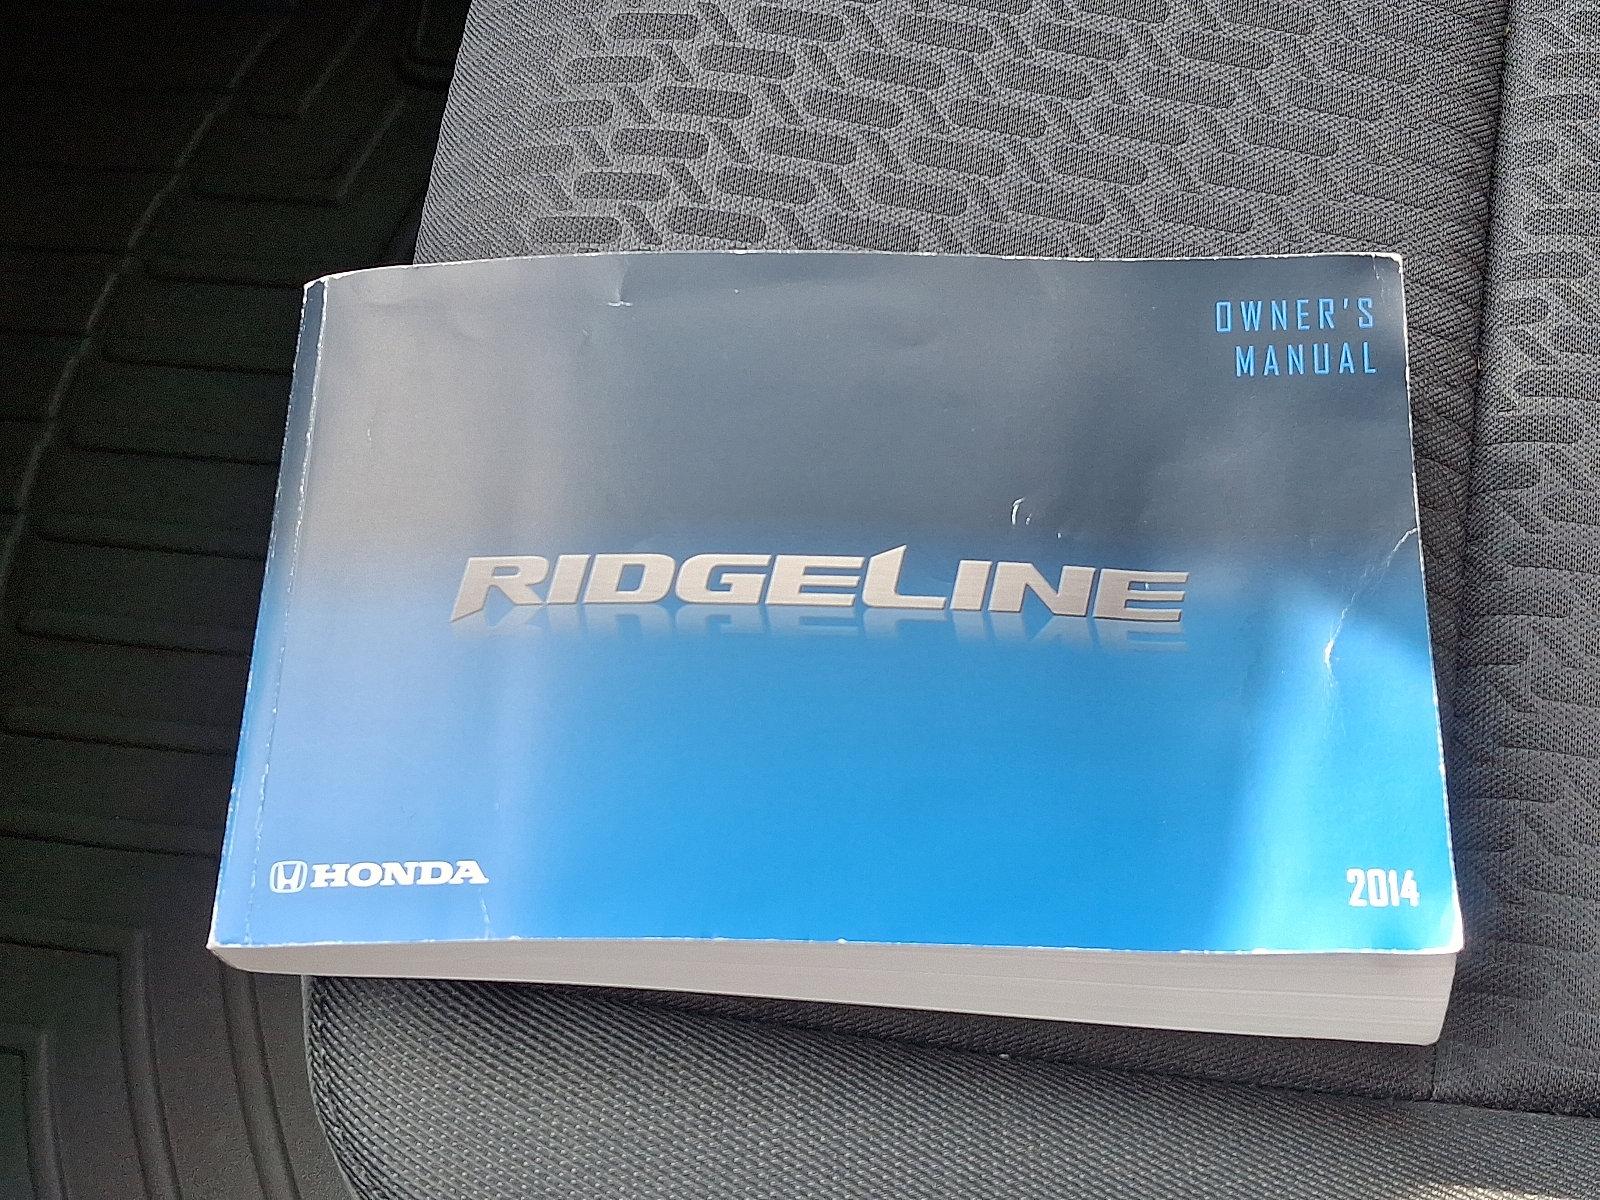 OWNER'S
MANUAL
RIDGELINE
HONDA
2014